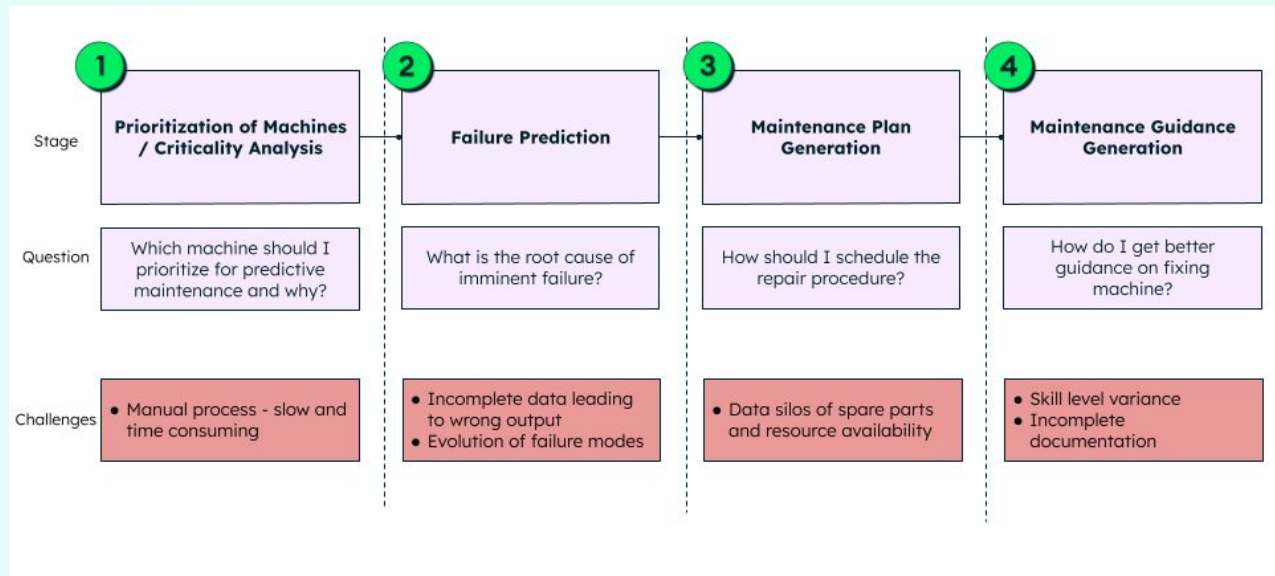 1
2
3
4
Stage
Prioritization of Machines
/ Criticality Analysis
Failure Prediction
Maintenance Plan
Generation
Maintenance Guidance
Generation
Question
Which machine should I
prioritize for predictive
maintenance and why?
What is the root cause of
imminent failure?
How should I schedule the
repair procedure?
How do I get better
guidance on fixing
machine?
Challenges
● Manual process - slow and
time consuming
● Incomplete data leading
to wrong output
● Evolution of failure modes
● Data silos of spare parts
and resource availability
● Skill level variance
● Incomplete
documentation